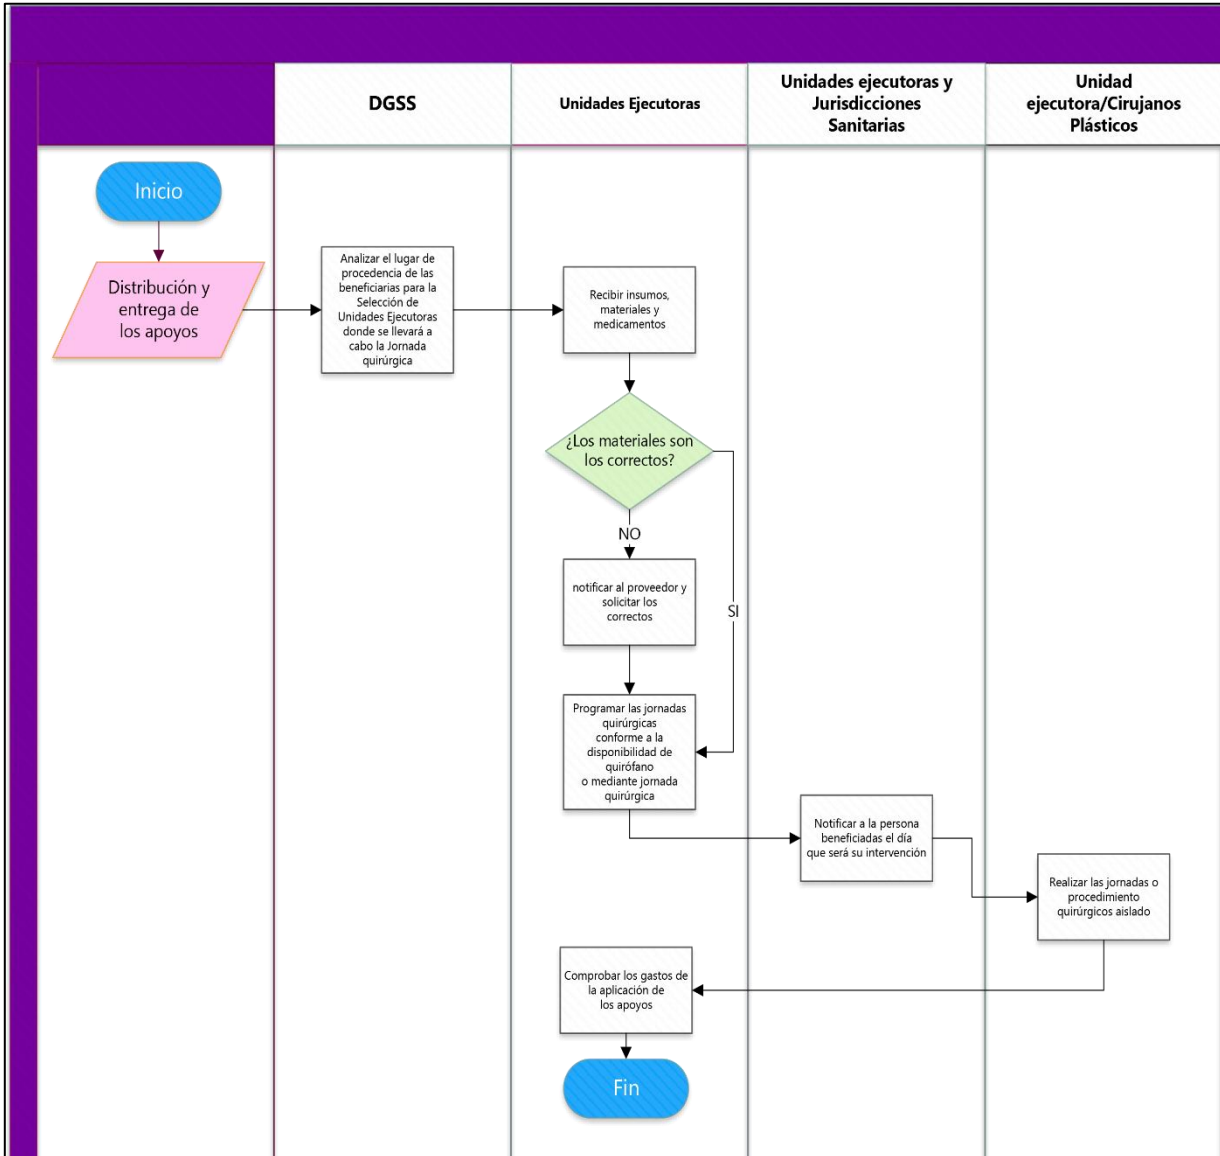 DGSS
Unidades Ejecutoras
Unidades ejecutoras y
Jurisdicciones
Sanitarias
Unidad
ejecutora/Cirujanos
Plásticos
Inicio
Distribución y
entrega de
los apoyos
Analizar el lugar de
procedencia de las
beneficiarias para la
Selección de
Unidades Ejecutoras
donde se llevará a
cabo la Jornada
quirúrgica
Recibir insumos,
materiales y
medicamentos
¿Los materiales son
los correctos?
NO
SI
notificar al proveedor y
solicitar los
correctos
Programar las jornadas
quirúrgicas
conforme a la
disponibilidad de
quirófano
o mediante jornada
quirúrgica
Notificar a la persona
beneficiadas el día
que será su intervención
Realizar las jornadas o
procedimiento
quirúrgicos aislado
Comprobar los gastos de
la aplicación de
los apoyos
Fin